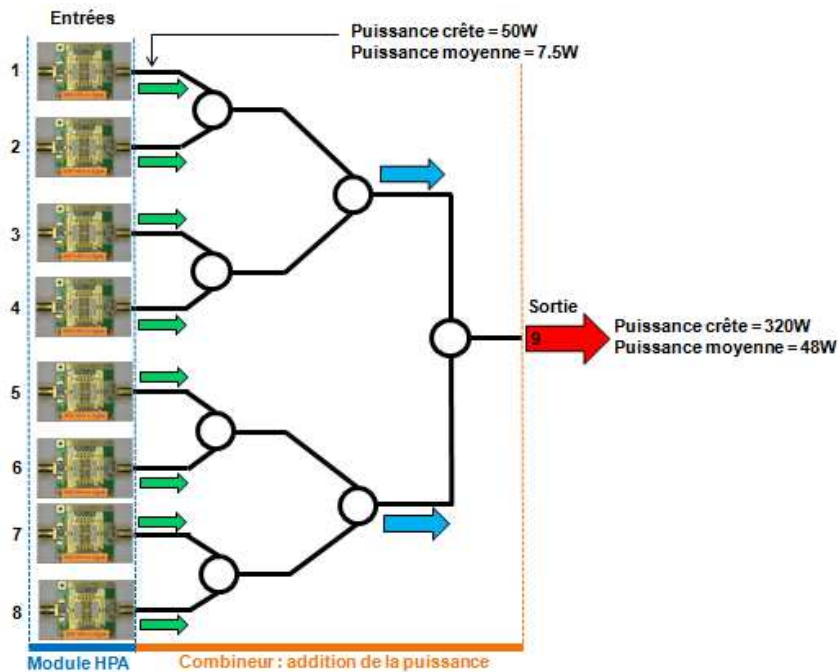 Entrées
Puissance crête = 50W
Puissance moyenne = 7.5W
1
2
3
4
5
6
7
8
Sortie
9
Puissance crête = 320W
Puissance moyenne = 48W
Module HPA
Combineur : addition de la puissance